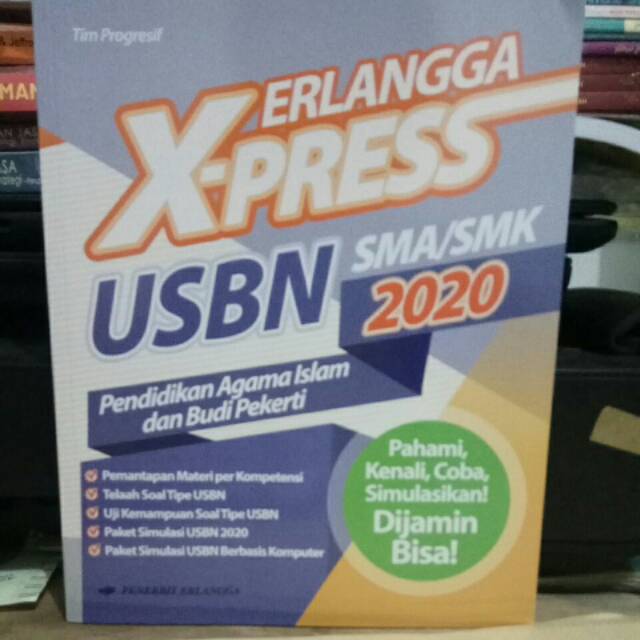 Tim Progresif
ERLANGGA
X-PRESS
USBN
SMA/SMK
2020
Pendidikan Agama Islam
dan Budi Pekerti
Pemantapan Materi per Kompetensi
Telaah Soal Tipe USBN
Uji Kemampuan Soal Tipe USBN
Paket Simulasi USBN 2020
Paket Simulasi USBN Berbasis Komputer
Pahami,
Kenali, Coba,
Simulasikan!
Dijamin
Bisa!
PENERBIT ERLANGGA